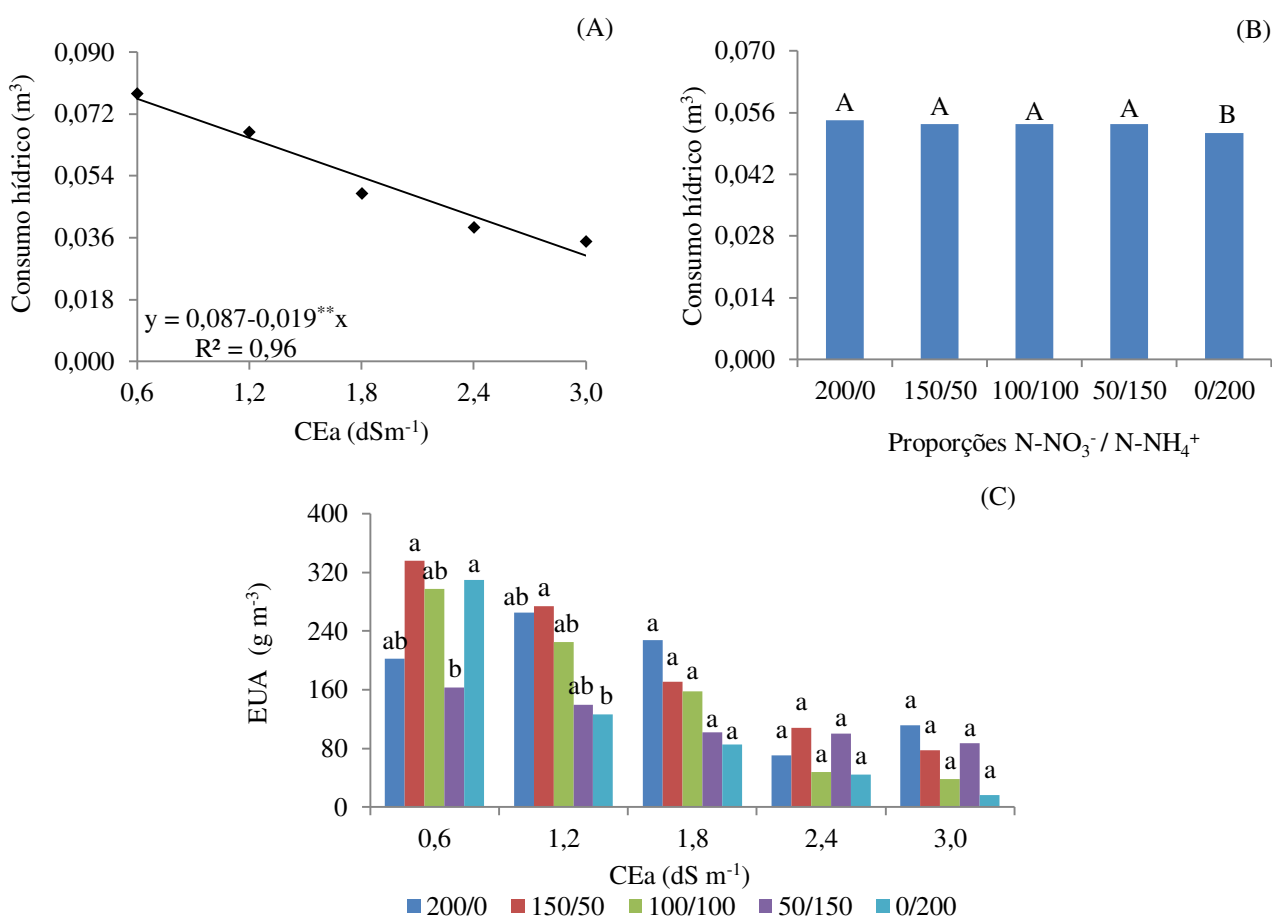 (A)
Consumo hídrico (m³)
0,090
0,072
0,054
0,036
0,018
0,000
y = 0,087-0,019**x
R² = 0,96
0,6 1,2 1,8 2,4 3,0
CEa (dSm⁻¹)
(B)
Consumo hídrico (m³)
0,070
0,056
0,042
0,028
0,014
0,000
A A A A B
200/0 150/50 100/100 50/150 0/200
Proporções N-NO₃⁻ / N-NH₄⁺
(C)
EUA (g m⁻³)
400
320
240
160
80
0
ab a ab b a
ab a ab ab b
a a a a a
a a a a a
a a a a a
0,6 1,2 1,8 2,4 3,0
CEa (dS m⁻¹)
200/0 150/50 100/100 50/150 0/200